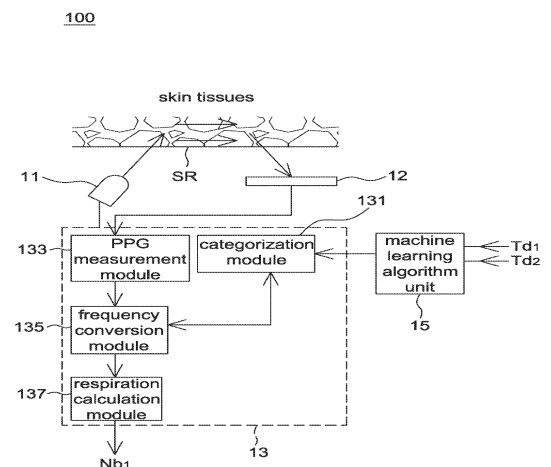 100
skin tissues
11
SR
12
131
133
PPG
measurement
module
categorization
module
machine
learning
algorithm
unit
Td1
Td2
15
135
frequency
conversion
module
137
respiration
calculation
module
13
Nb1